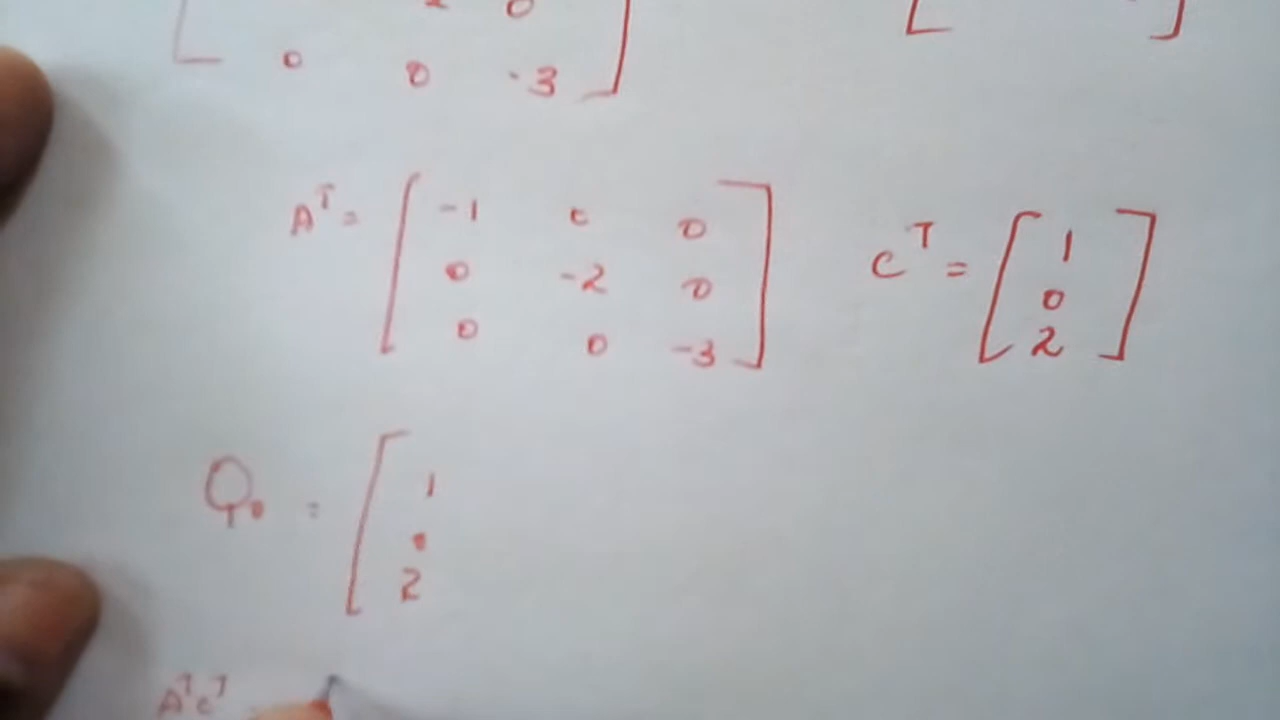 0
0 0 -3
A^T = [ -1 0 0
0 -2 0
0 0 -3 ]
C^T = [ 1
0
2 ]
Q0 = [ 1
0
2
A^T C^T